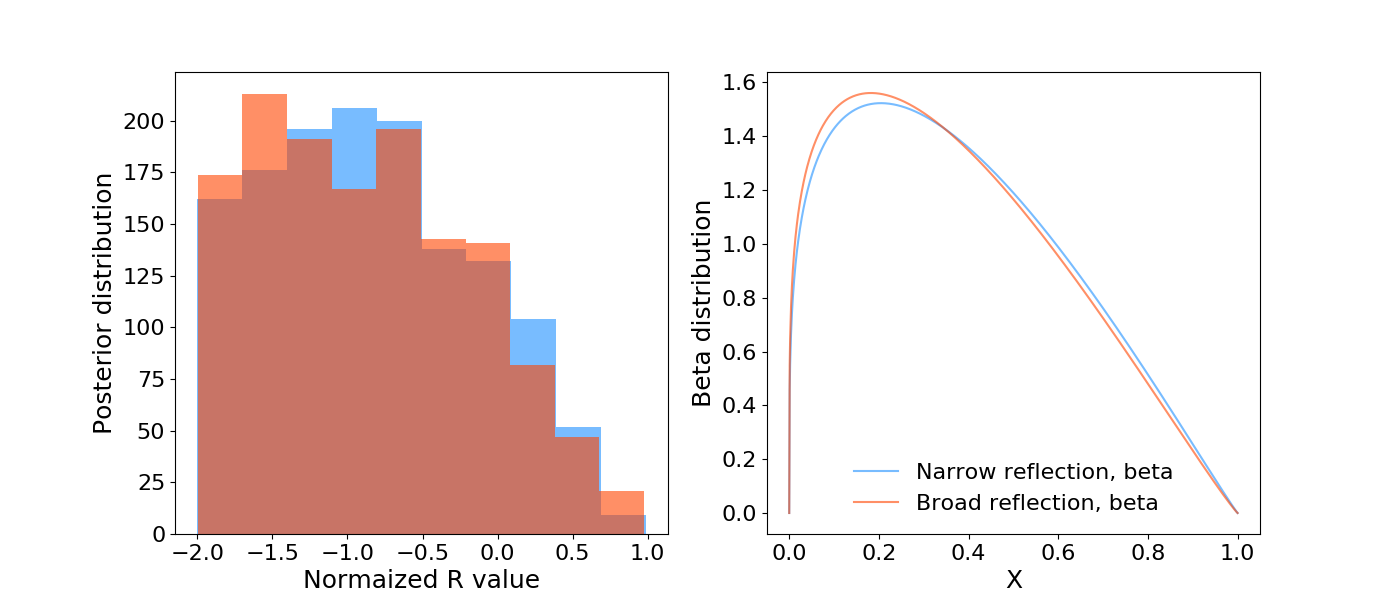 Posterior distribution
200
175
150
125
100
75
50
25
0
−2.0 −1.5 −1.0 −0.5 0.0 0.5 1.0
Normaized R value
Beta distribution
1.6
1.4
1.2
1.0
0.8
0.6
0.4
0.2
0.0
Narrow reflection, beta
Broad reflection, beta
0.0 0.2 0.4 0.6 0.8 1.0
X